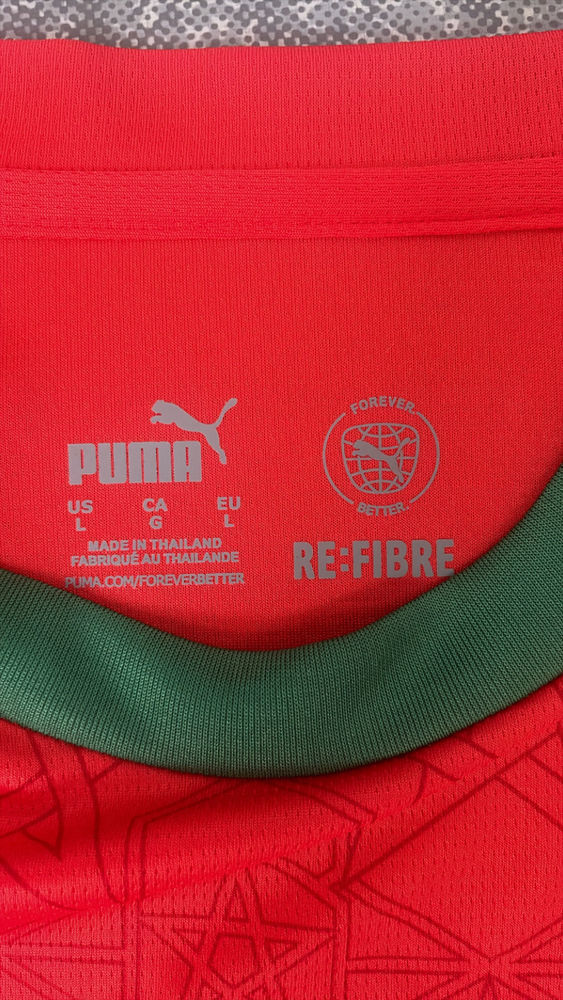 PUMA
US CA EU
L G L
MADE IN THAILAND
FABRIQUÉ AU THAILANDE
PUMA.COM/FOREVERBETTER
FOREVER.
BETTER.
RE:FIBRE